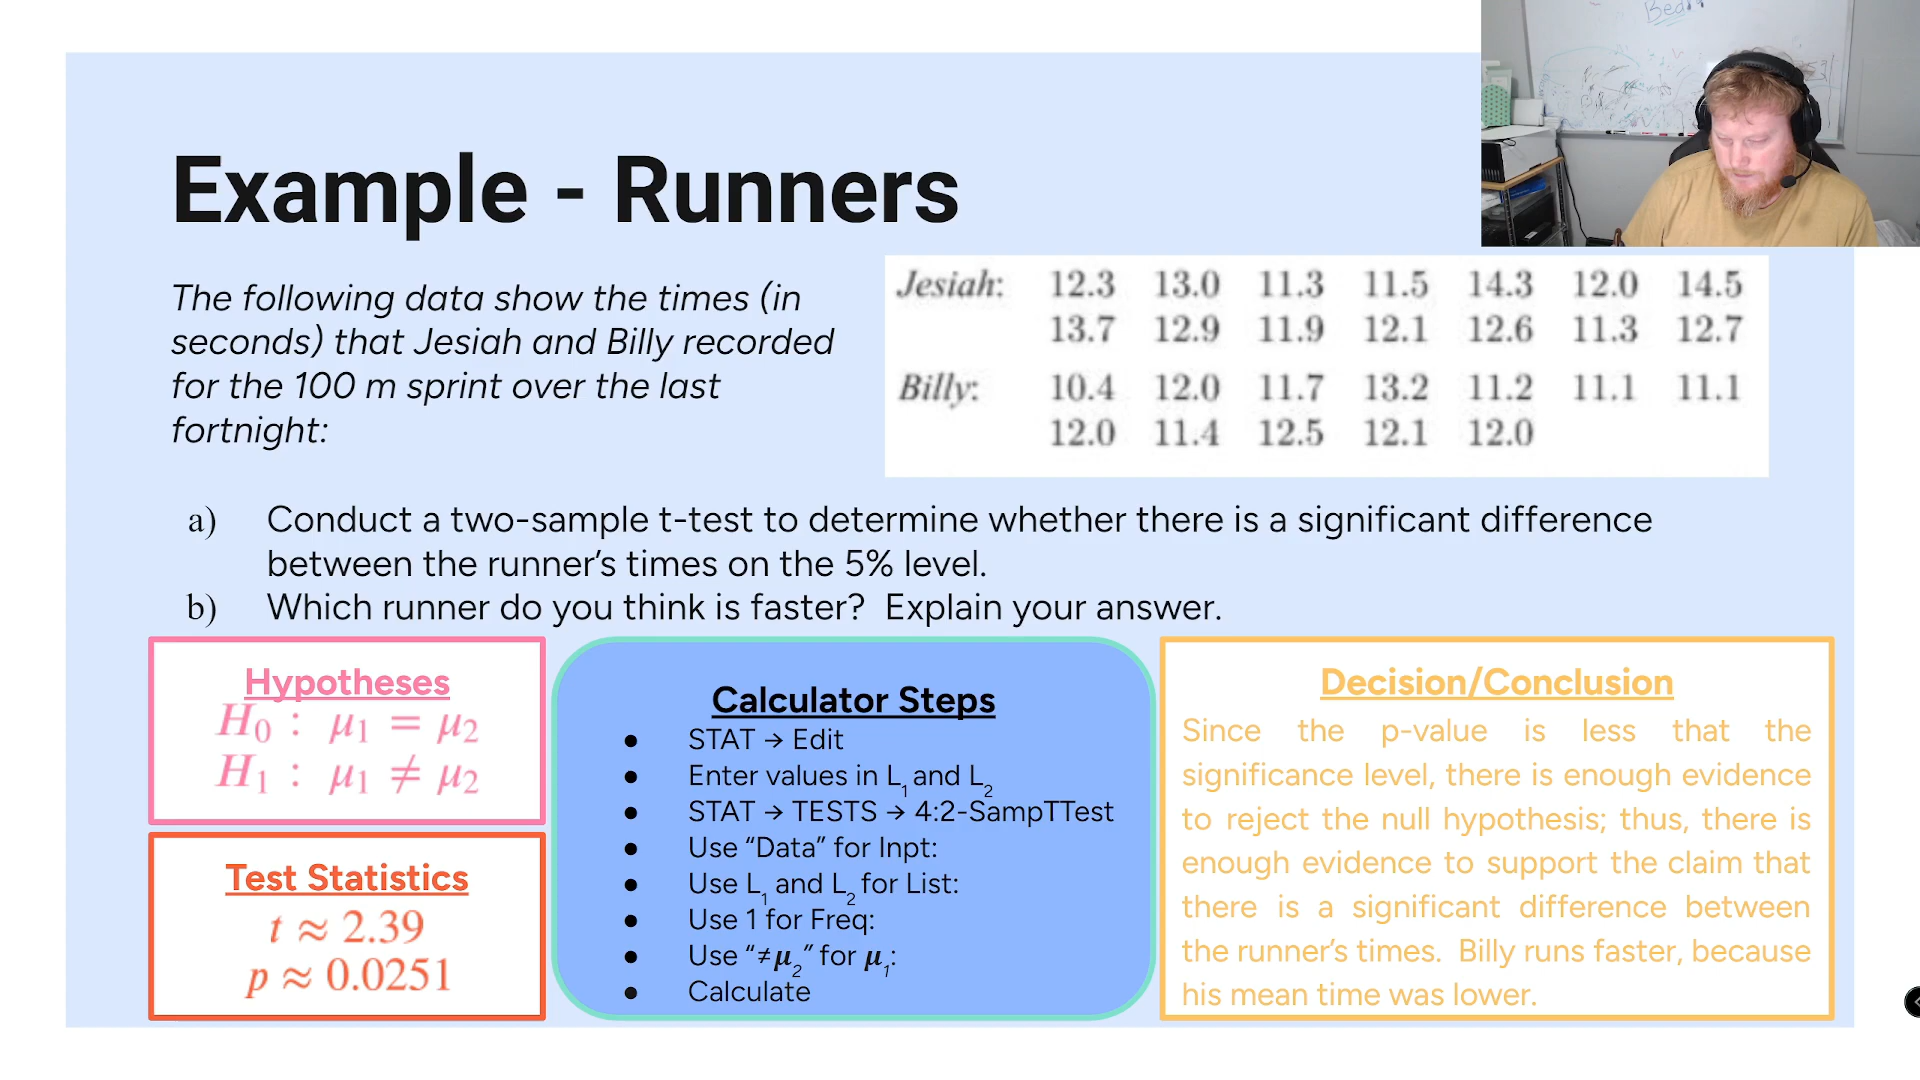 Bed
Example - Runners
The following data show the times (in
seconds) that Jesiah and Billy recorded
for the 100 m sprint over the last
fortnight:
Jesiah: 12.3 13.0 11.3 11.5 14.3 12.0 14.5
13.7 12.9 11.9 12.1 12.6 11.3 12.7
Billy: 10.4 12.0 11.7 13.2 11.2 11.1 11.1
12.0 11.4 12.5 12.1 12.0
a) Conduct a two-sample t-test to determine whether there is a significant difference
between the runner's times on the 5% level.
b) Which runner do you think is faster? Explain your answer.
Hypotheses
H₀ : μ₁ = μ₂
H₁ : μ₁ ≠ μ₂
Test Statistics
t ≈ 2.39
p ≈ 0.0251
Calculator Steps
● STAT → Edit
● Enter values in L₁ and L₂
● STAT → TESTS → 4:2-SampTTest
● Use “Data” for Inpt:
● Use L₁ and L₂ for List:
● Use 1 for Freq:
● Use “≠μ₂” for μ₁:
● Calculate
Decision/Conclusion
Since the p-value is less that the
significance level, there is enough evidence
to reject the null hypothesis; thus, there is
enough evidence to support the claim that
there is a significant difference between
the runner's times. Billy runs faster, because
his mean time was lower.